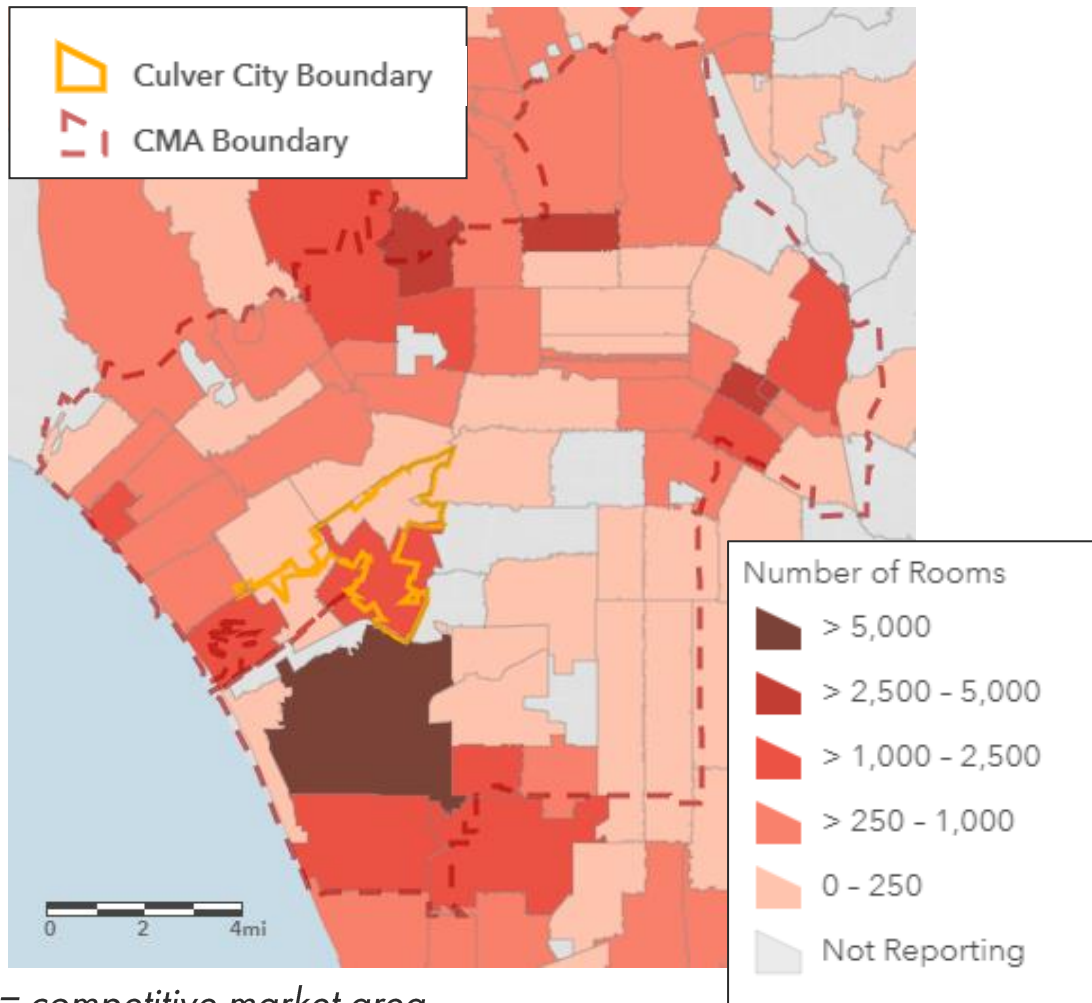 Culver City Boundary
CMA Boundary
Number of Rooms
> 5,000
> 2,500 – 5,000
> 1,000 – 2,500
> 250 – 1,000
0 – 250
Not Reporting
0 2 4mi
= competitive market area